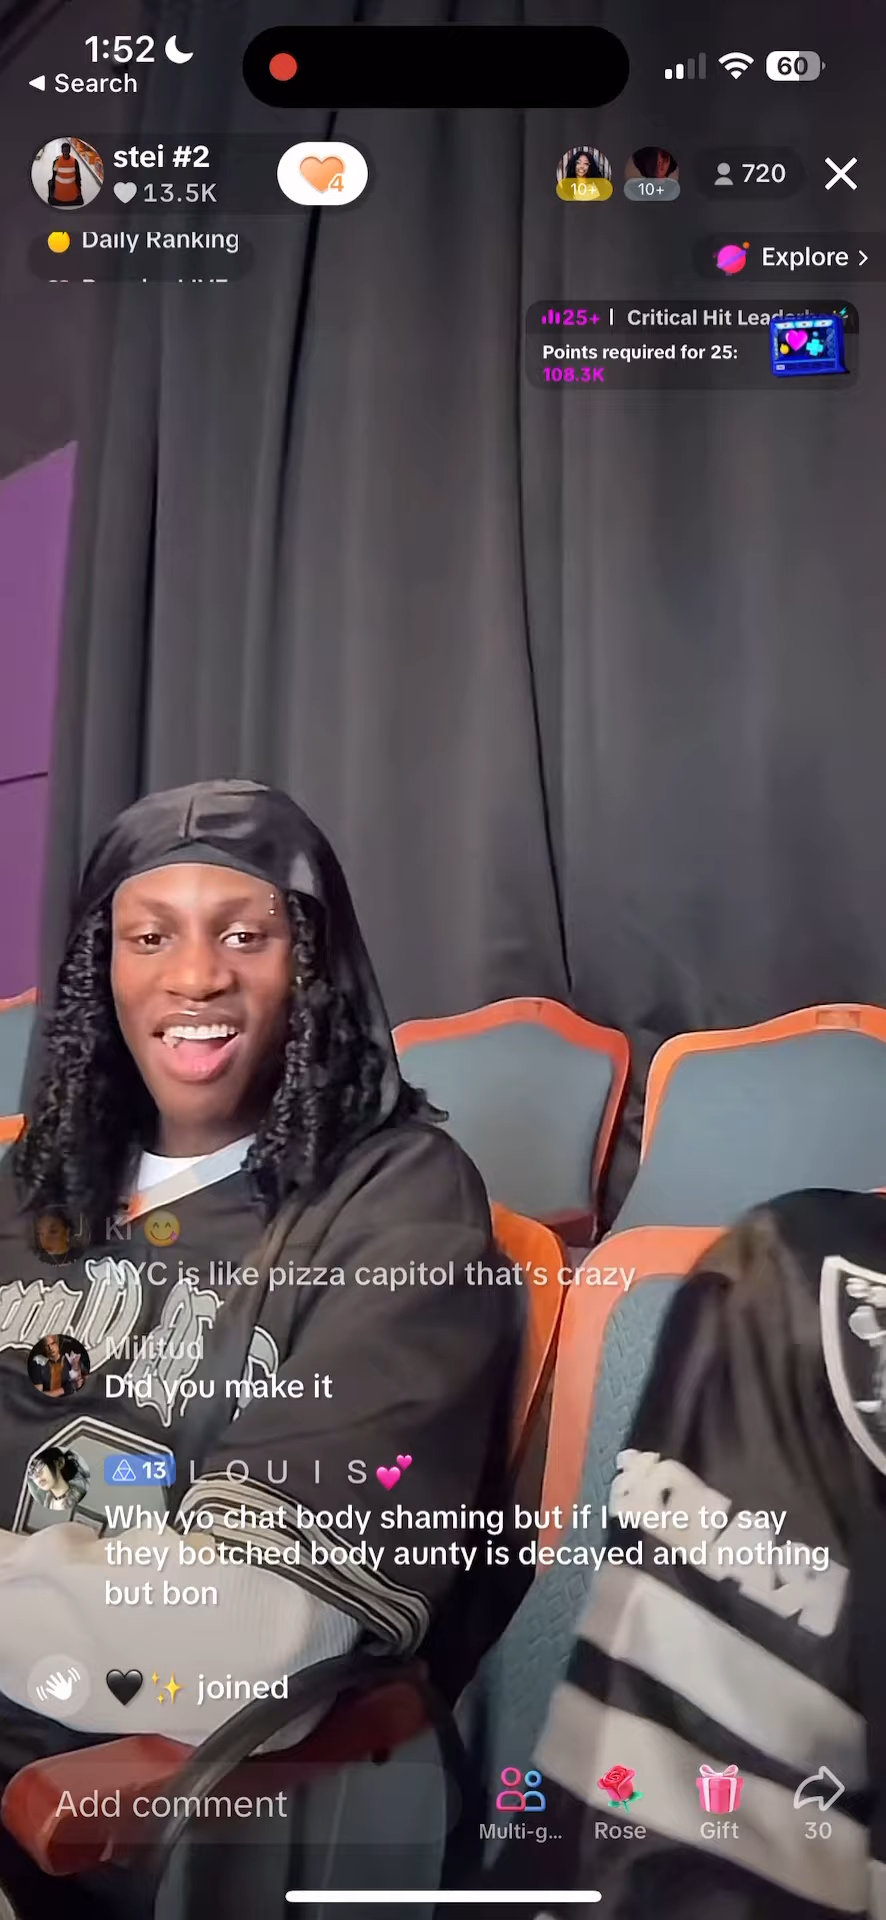 1:52
60
Search
stei #2
13.5K
4
10+
10+
720
Daily Ranking
Explore
25+ | Critical Hit
Points required for 25:
108.3K
Ki 😋
NYC is like pizza capitol that's crazy
Militud
Did you make it
13 L O U I S💕
Why yo chat body shaming but if I were to say
they botched body aunty is decayed and nothing
but bon
🖤✨ joined
Add comment
Multi-g...
Rose
Gift
30